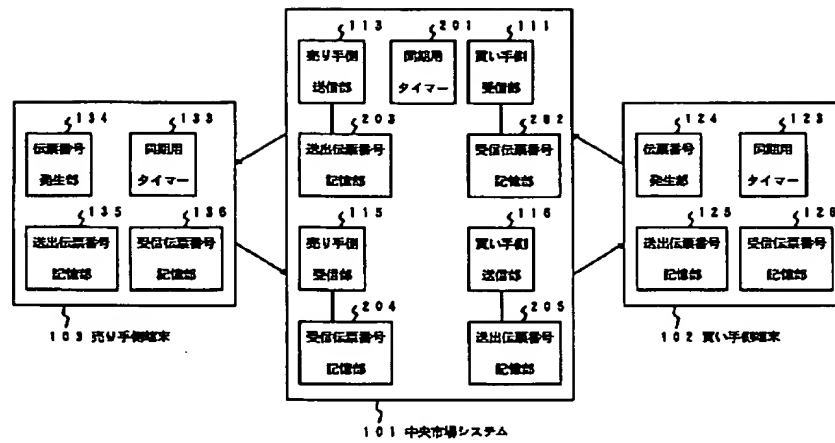 113
売り手側
送信部
201
同期用
タイマー
111
買い手側
受信部
203
送出伝票番号
記憶部
202
受信伝票番号
記憶部
115
売り手側
受信部
116
買い手側
送信部
204
受信伝票番号
記憶部
205
送出伝票番号
記憶部
101 中央市場システム
134
伝票番号
発生部
133
同期用
タイマー
135
送出伝票番号
記憶部
136
受信伝票番号
記憶部
103 売り手側端末
124
伝票番号
発生部
123
同期用
タイマー
125
送出伝票番号
記憶部
126
受信伝票番号
記憶部
102 買い手側端末